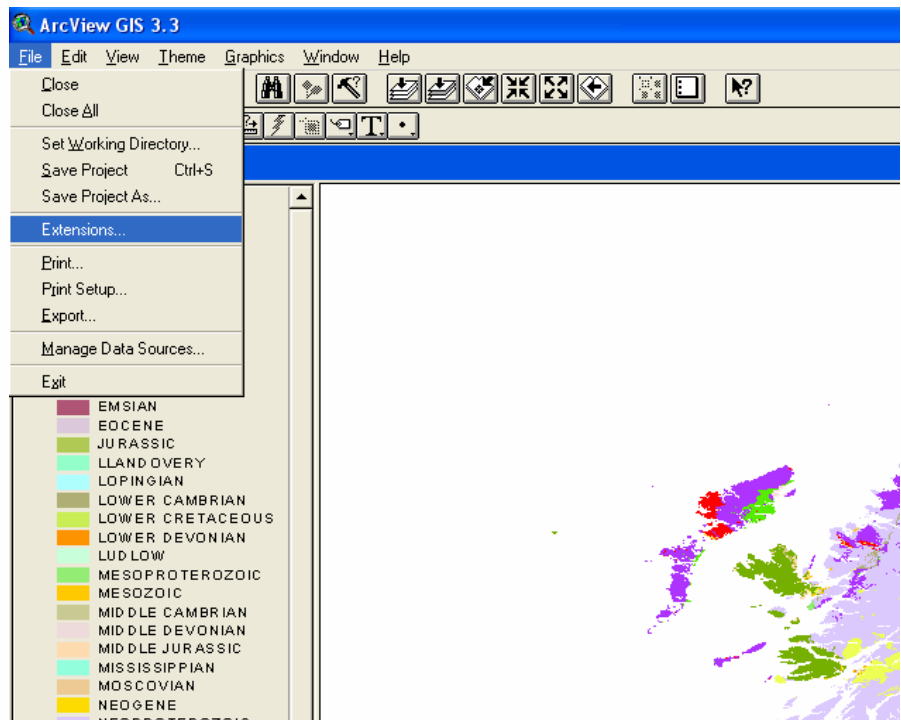 ArcView GIS 3.3
File Edit View Theme Graphics Window Help
Close
Close All
T
Set Working Directory...
Save Project Ctrl+S
Save Project As...
Extensions...
Print...
Print Setup...
Export...
Manage Data Sources...
Exit
EMSIAN
EOCENE
JURASSIC
LLANDOVERY
LOPINGIAN
LOWER CAMBRIAN
LOWER CRETACEOUS
LOWER DEVONIAN
LUDLOW
MESOPROTEROZOIC
MESOZOIC
MIDDLE CAMBRIAN
MIDDLE DEVONIAN
MIDDLE JURASSIC
MISSISSIPPIAN
MOSCOVIAN
NEOGENE
NEOPROTEROZOIC